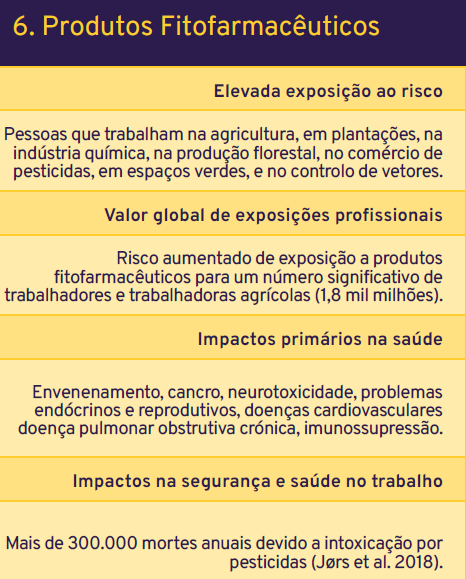 6. Produtos Fitofarmacêuticos
Elevada exposição ao risco
Pessoas que trabalham na agricultura, em plantações, na
indústria química, na produção florestal, no comércio de
pesticidas, em espaços verdes, e no controlo de vetores.
Valor global de exposições profissionais
Risco aumentado de exposição a produtos
fitofarmacêuticos para um número significativo de
trabalhadores e trabalhadoras agrícolas (1,8 mil milhões).
Impactos primários na saúde
Envenenamento, cancro, neurotoxicidade, problemas
endócrinos e reprodutivos, doenças cardiovasculares
doença pulmonar obstrutiva crónica, imunossupressão.
Impactos na segurança e saúde no trabalho
Mais de 300.000 mortes anuais devido a intoxicação por
pesticidas (Jørs et al. 2018).